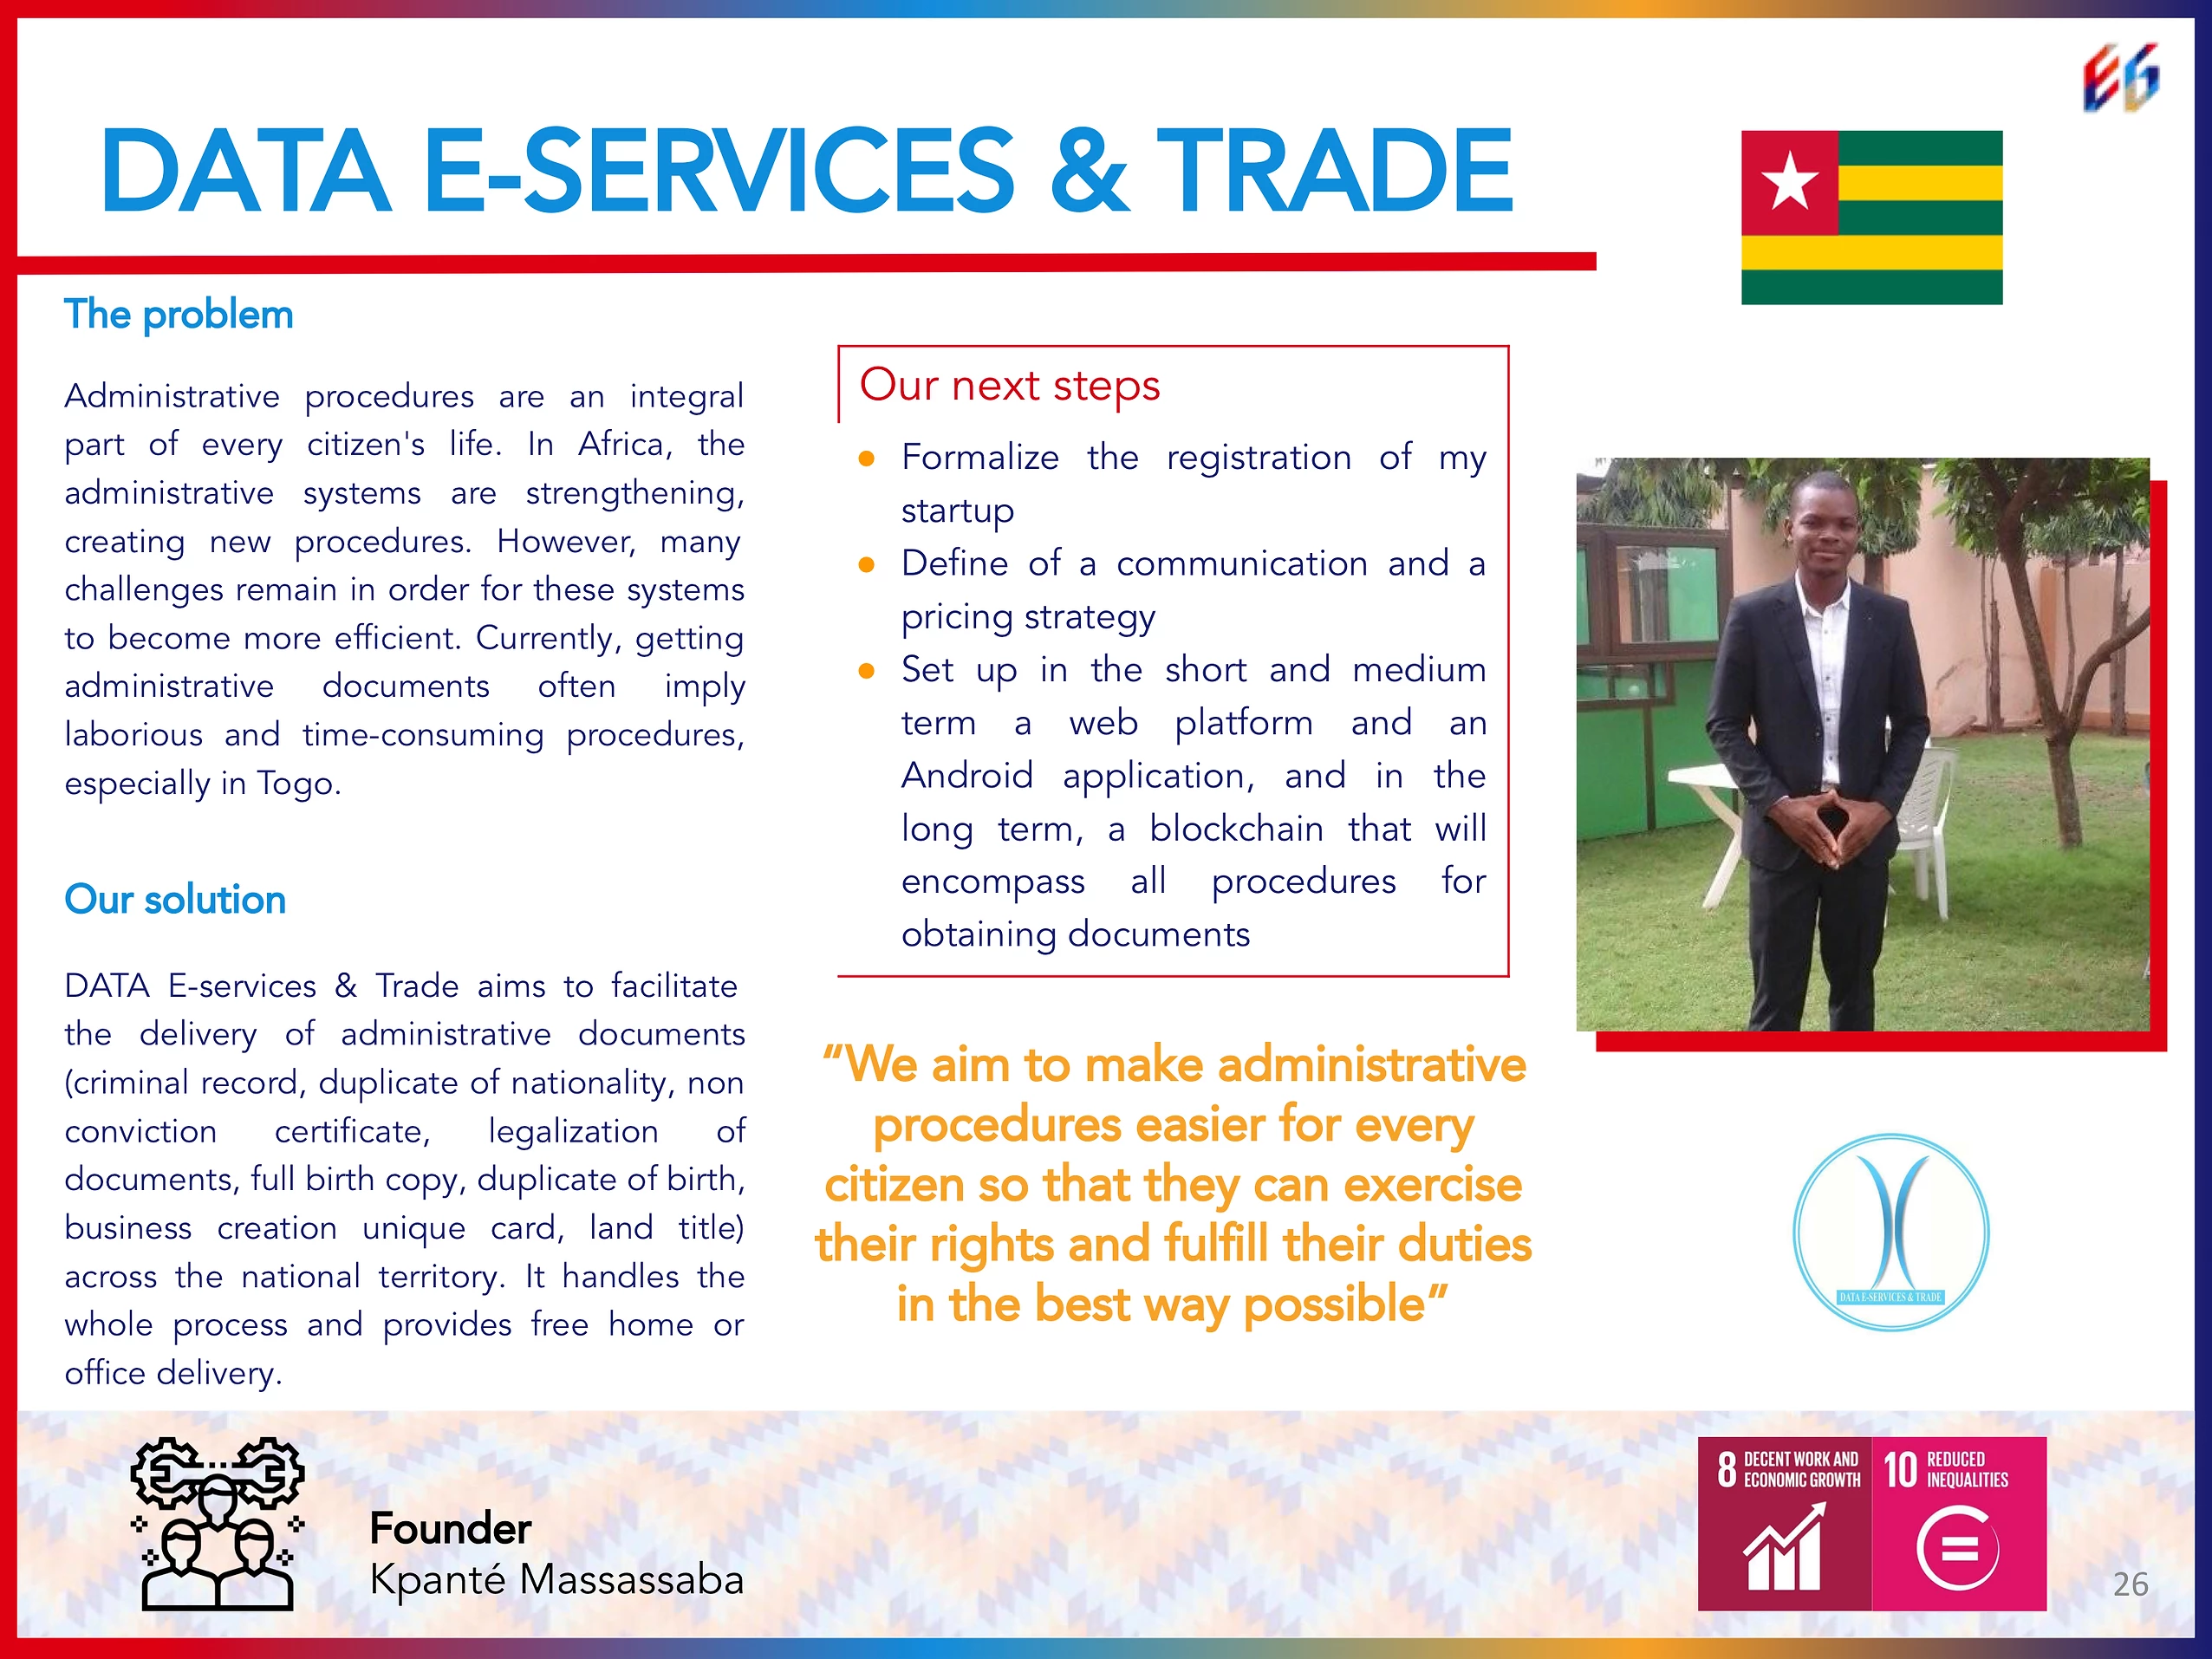 E6
DATA E-SERVICES & TRADE
The problem
Administrative procedures are an integral
part of every citizen's life. In Africa, the
administrative systems are strengthening,
creating new procedures. However, many
challenges remain in order for these systems
to become more efficient. Currently, getting
administrative documents often imply
laborious and time-consuming procedures,
especially in Togo.
Our solution
DATA E-services & Trade aims to facilitate
the delivery of administrative documents
(criminal record, duplicate of nationality, non
conviction certificate, legalization of
documents, full birth copy, duplicate of birth,
business creation unique card, land title)
across the national territory. It handles the
whole process and provides free home or
office delivery.
Our next steps
● Formalize the registration of my
startup
● Define of a communication and a
pricing strategy
● Set up in the short and medium
term a web platform and an
Android application, and in the
long term, a blockchain that will
encompass all procedures for
obtaining documents
“We aim to make administrative
procedures easier for every
citizen so that they can exercise
their rights and fulfill their duties
in the best way possible”
DATA E-SERVICES & TRADE
Founder
Kpanté Massassaba
8 DECENT WORK AND
ECONOMIC GROWTH
10 REDUCED
INEQUALITIES
26